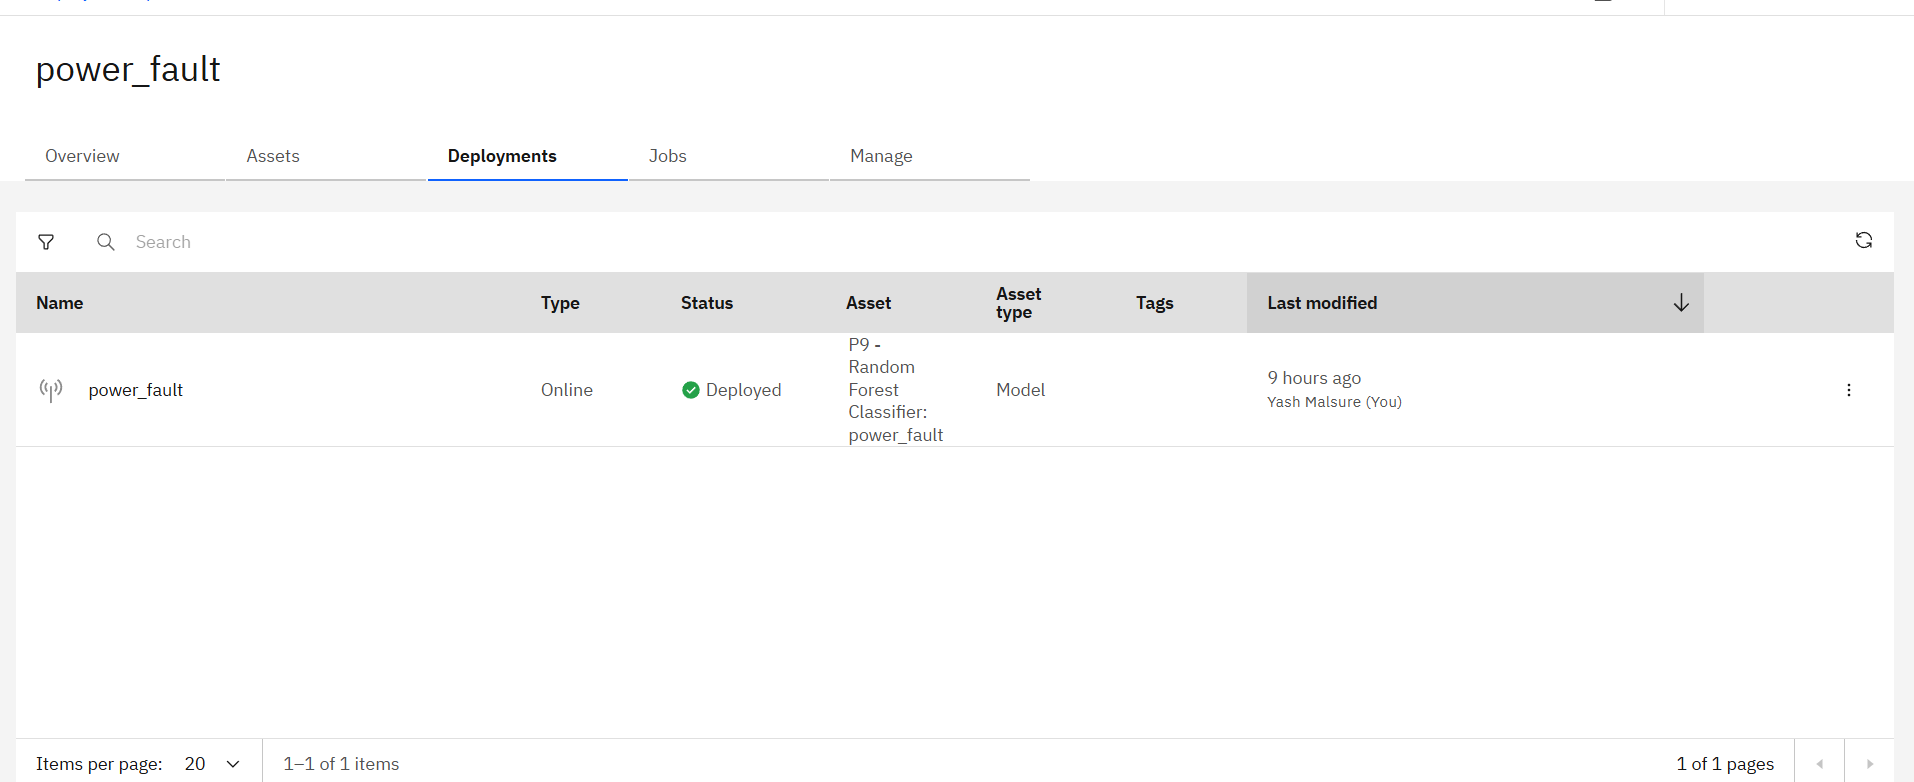 power_fault
Overview Assets Deployments Jobs Manage
Search
Name Type Status Asset Asset type Tags Last modified
power_fault Online Deployed P9 - Random Forest Classifier: power_fault Model 9 hours ago
Yash Malsure (You)
Items per page: 20 1–1 of 1 items 1 of 1 pages